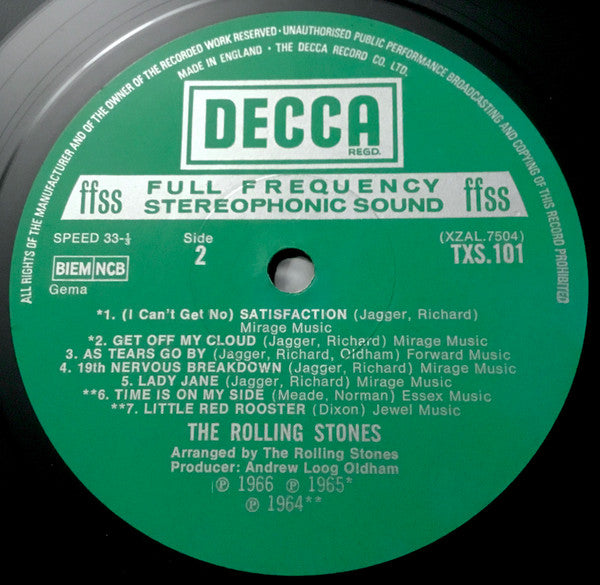 ALL RIGHTS OF THE MANUFACTURER AND OF THE OWNER OF THE RECORDED WORK RESERVED · UNAUTHORISED PUBLIC PERFORMANCE BROADCASTING AND COPYING OF THIS RECORD PROHIBITED
MADE IN ENGLAND · THE DECCA RECORD CO. LTD.
DECCA
REGD.
ffss FULL FREQUENCY STEREOPHONIC SOUND ffss
SPEED 33-⅓ Side 2 (XZAL.7504)
TXS.101
BIEM NCB
Gema
*1. (I Can't Get No) SATISFACTION (Jagger, Richard)
Mirage Music
*2. GET OFF MY CLOUD (Jagger, Richard) Mirage Music
3. AS TEARS GO BY (Jagger, Richard, Oldham) Forward Music
4. 19th NERVOUS BREAKDOWN (Jagger, Richard) Mirage Music
5. LADY JANE (Jagger, Richard) Mirage Music
**6. TIME IS ON MY SIDE (Meade, Norman) Essex Music
**7. LITTLE RED ROOSTER (Dixon) Jewel Music
THE ROLLING STONES
Arranged by The Rolling Stones
Producer: Andrew Loog Oldham
℗ 1966 ℗ 1965*
℗ 1964**